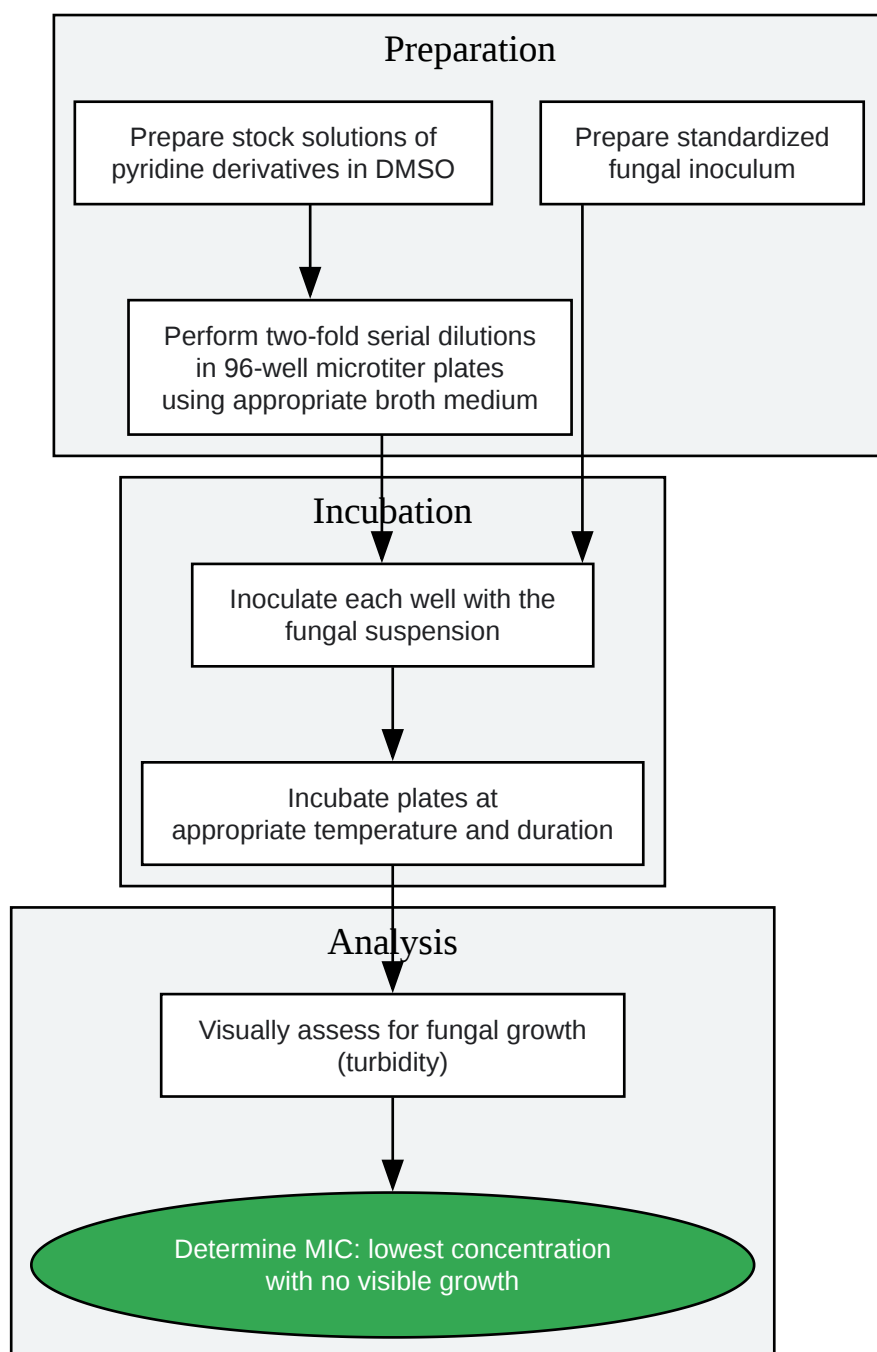 Preparation
Prepare stock solutions of
pyridine derivatives in DMSO
Prepare standardized
fungal inoculum
Perform two-fold serial dilutions
in 96-well microtiter plates
using appropriate broth medium
Incubation
Inoculate each well with the
fungal suspension
Incubate plates at
appropriate temperature and duration
Analysis
Visually assess for fungal growth
(turbidity)
Determine MIC: lowest concentration
with no visible growth